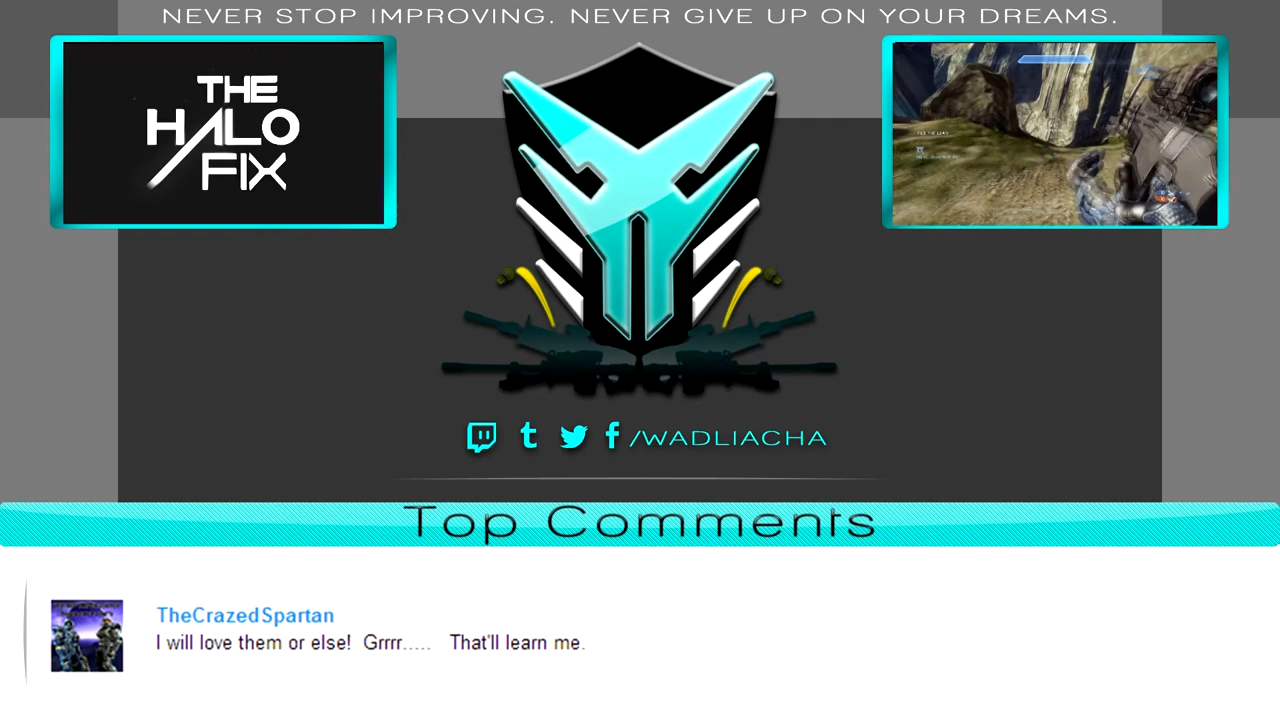 NEVER STOP IMPROVING. NEVER GIVE UP ON YOUR DREAMS.
THE
HALO
FIX
/WADLIACHA
Top Comments
TheCrazedSpartan
I will love them or else! Grrrr..... That'll learn me.